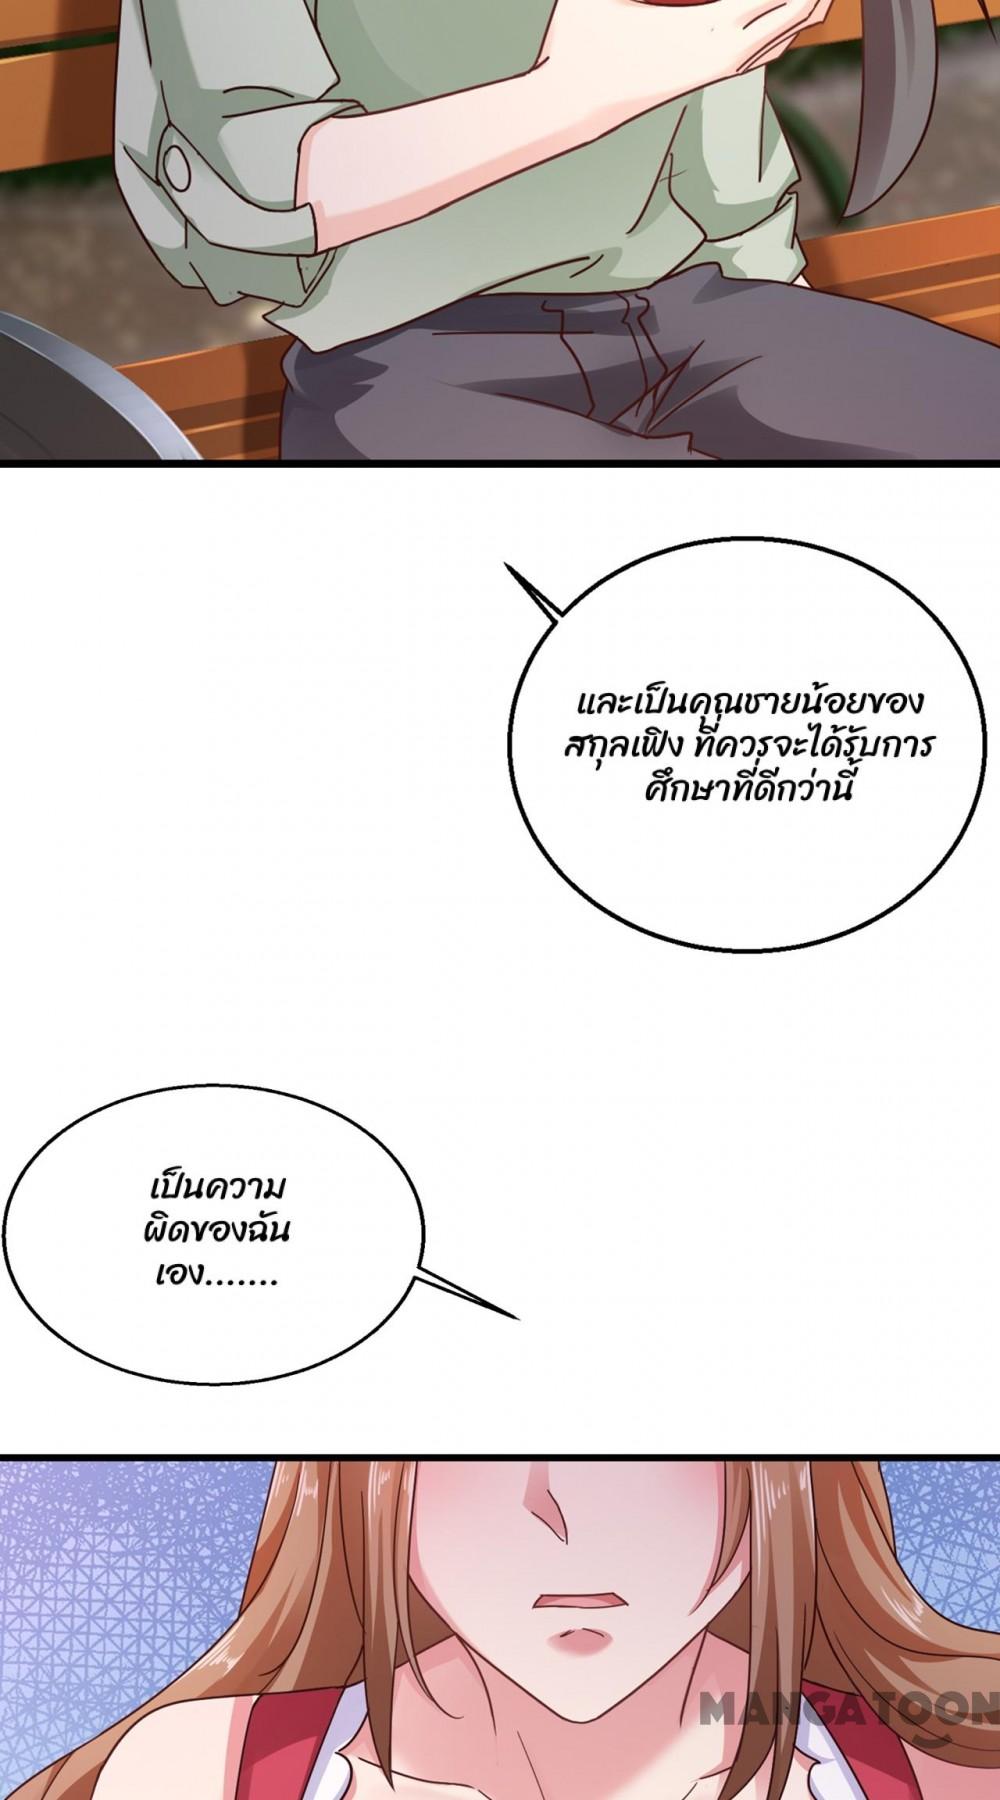 และเป็นคุณชายน้อยของ
สกุลเฟิง ที่ควรจะได้รับการ
ศึกษาที่ดีกว่านี้
เป็นความ
ผิดของฉัน
เอง.......
MANGATOON